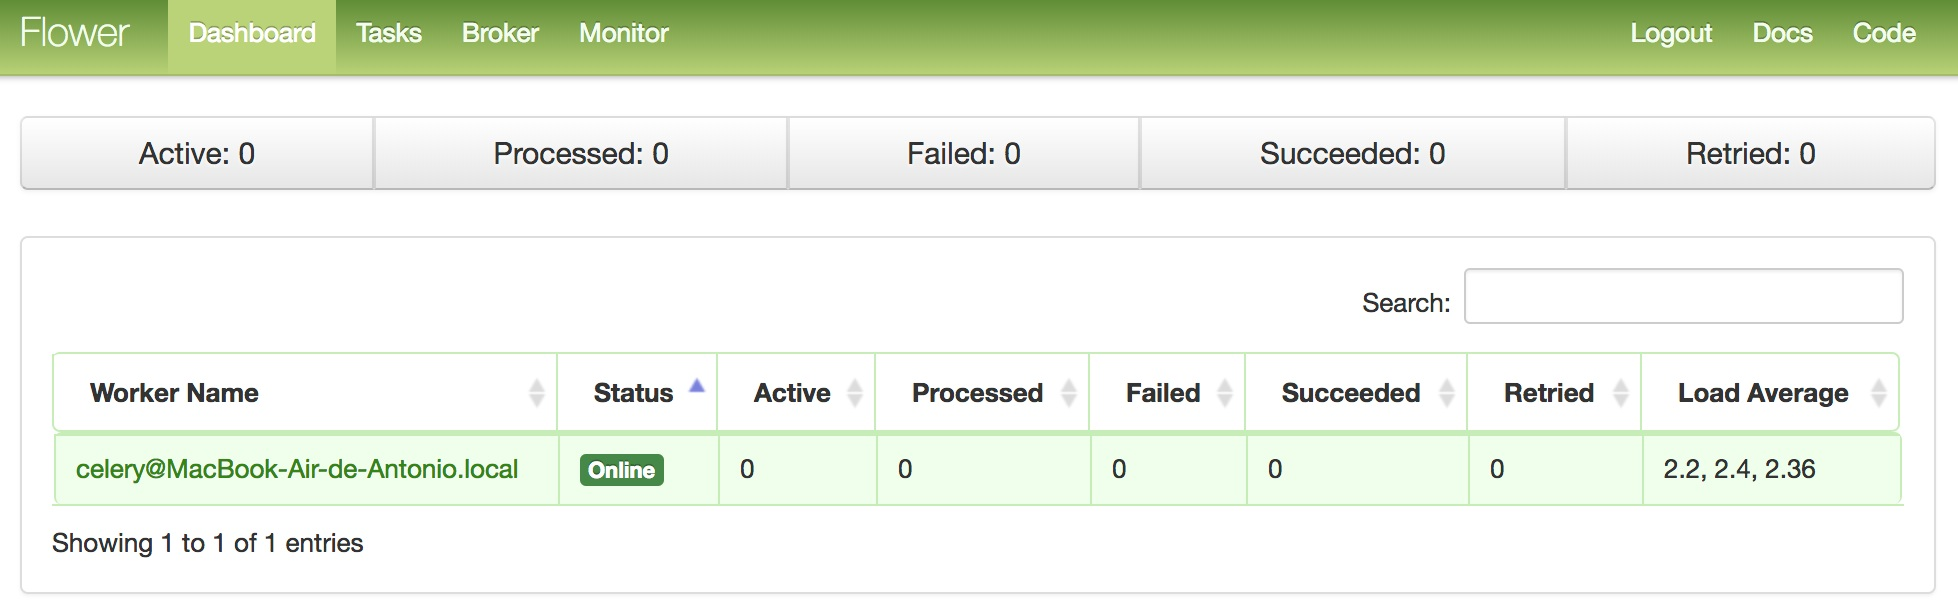 Flower Dashboard Tasks Broker Monitor Logout Docs Code
Active: 0 Processed: 0 Failed: 0 Succeeded: 0 Retried: 0
Search:
Worker Name Status Active Processed Failed Succeeded Retried Load Average
celery@MacBook-Air-de-Antonio.local Online 0 0 0 0 0 2.2, 2.4, 2.36
Showing 1 to 1 of 1 entries